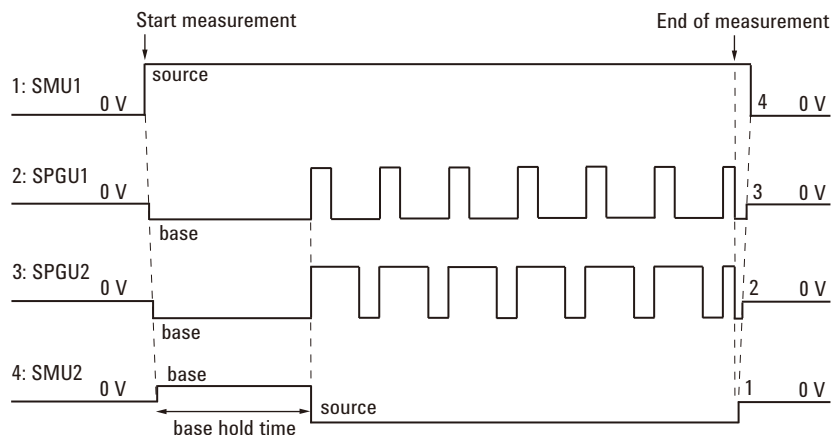 Start measurement
End of measurement
1: SMU1
0 V
source
4
0 V
2: SPGU1
0 V
base
3
0 V
3: SPGU2
0 V
base
2
0 V
4: SMU2
0 V
base
base hold time
source
1
0 V